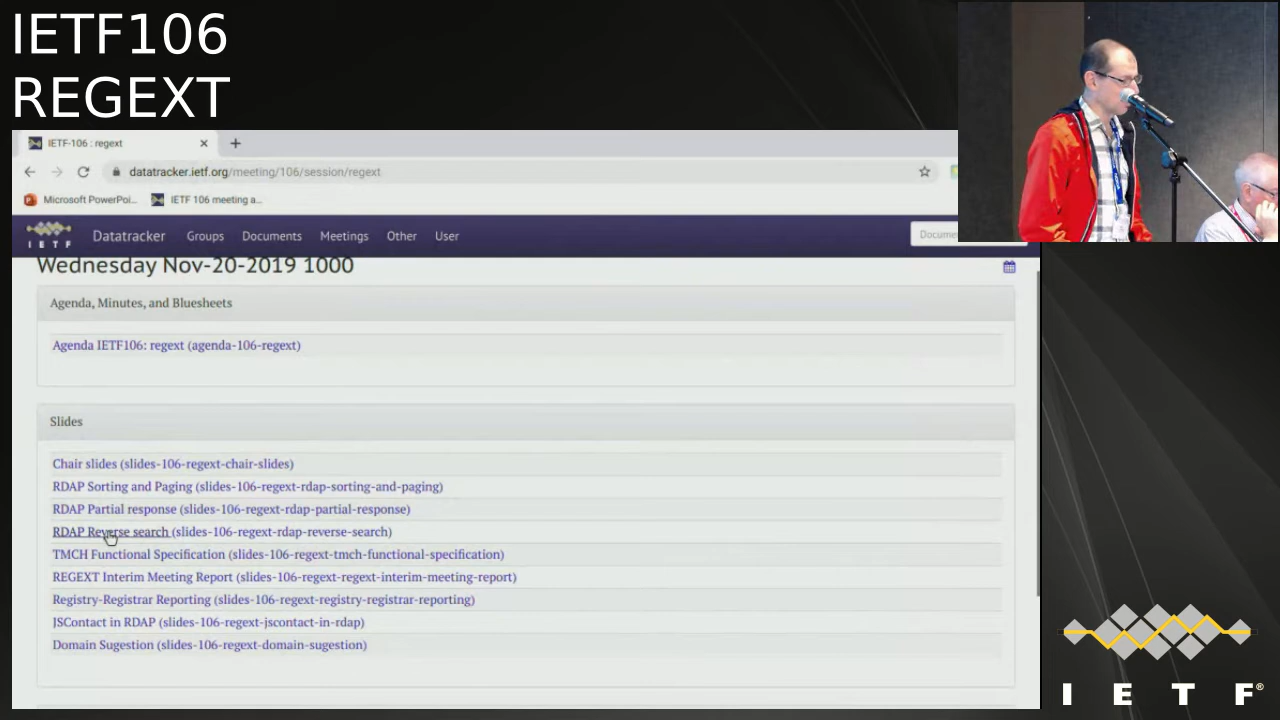 IETF106
REGEXT
IETF-106 : regext
datatracker.ietf.org/meeting/106/session/regext
Microsoft PowerPoi...
IETF 106 meeting a...
I E T F
Datatracker
Groups
Documents
Meetings
Other
User
Docume
Wednesday Nov-20-2019 1000
Agenda, Minutes, and Bluesheets
Agenda IETF106: regext (agenda-106-regext)
Slides
Chair slides (slides-106-regext-chair-slides)
RDAP Sorting and Paging (slides-106-regext-rdap-sorting-and-paging)
RDAP Partial response (slides-106-regext-rdap-partial-response)
RDAP Reverse search (slides-106-regext-rdap-reverse-search)
TMCH Functional Specification (slides-106-regext-tmch-functional-specification)
REGEXT Interim Meeting Report (slides-106-regext-regext-interim-meeting-report)
Registry-Registrar Reporting (slides-106-regext-registry-registrar-reporting)
JSContact in RDAP (slides-106-regext-jscontact-in-rdap)
Domain Sugestion (slides-106-regext-domain-sugestion)
I E T F®